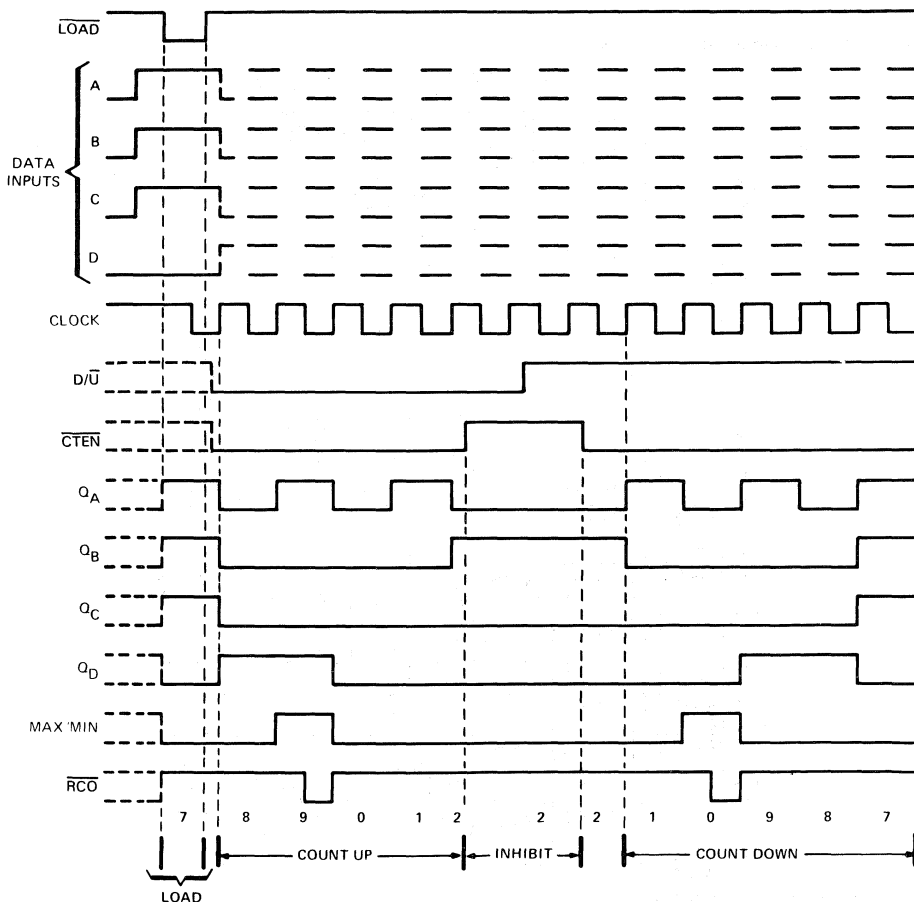 LOAD
A
B
DATA
INPUTS
C
D
CLOCK
D/U
CTEN
QA
QB
QC
QD
MAX/MIN
RCO
7 8 9 0 1 2 2 2 1 0 9 8 7
COUNT UP INHIBIT COUNT DOWN
LOAD